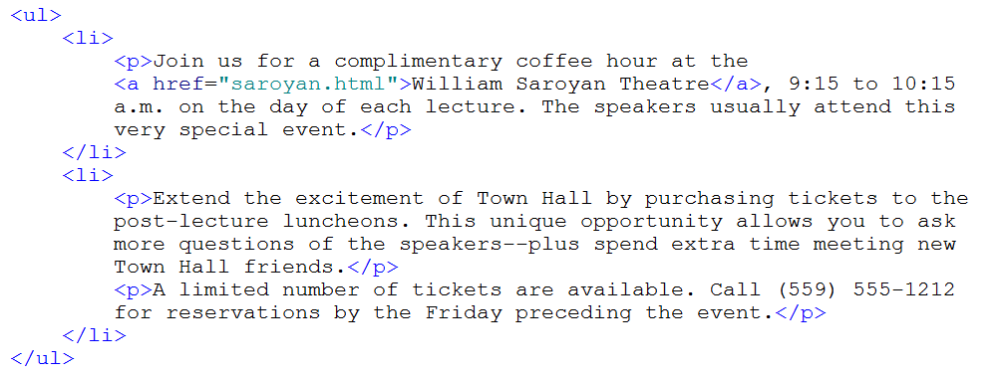 <ul>
<li>
<p>Join us for a complimentary coffee hour at the
<a href="saroyan.html">William Saroyan Theatre</a>, 9:15 to 10:15
a.m. on the day of each lecture. The speakers usually attend this
very special event.</p>
</li>
<li>
<p>Extend the excitement of Town Hall by purchasing tickets to the
post-lecture luncheons. This unique opportunity allows you to ask
more questions of the speakers--plus spend extra time meeting new
Town Hall friends.</p>
<p>A limited number of tickets are available. Call (559) 555-1212
for reservations by the Friday preceding the event.</p>
</li>
</ul>